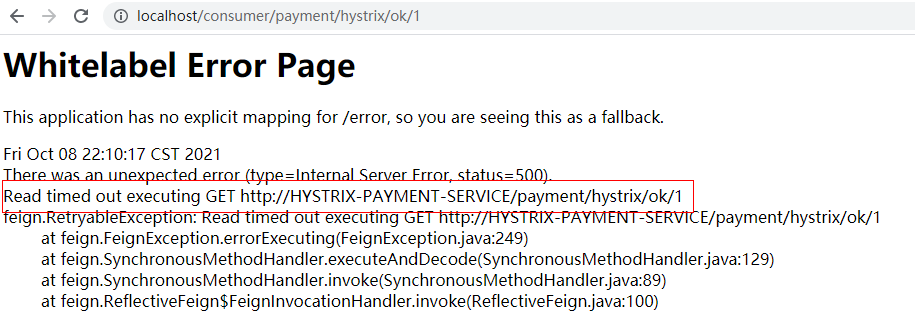 localhost/consumer/payment/hystrix/ok/1
Whitelabel Error Page
This application has no explicit mapping for /error, so you are seeing this as a fallback.
Fri Oct 08 22:10:17 CST 2021
There was an unexpected error (type=Internal Server Error, status=500).
Read timed out executing GET http://HYSTRIX-PAYMENT-SERVICE/payment/hystrix/ok/1
feign.RetryableException: Read timed out executing GET http://HYSTRIX-PAYMENT-SERVICE/payment/hystrix/ok/1
at feign.FeignException.errorExecuting(FeignException.java:249)
at feign.SynchronousMethodHandler.executeAndDecode(SynchronousMethodHandler.java:129)
at feign.SynchronousMethodHandler.invoke(SynchronousMethodHandler.java:89)
at feign.ReflectiveFeign$FeignInvocationHandler.invoke(ReflectiveFeign.java:100)